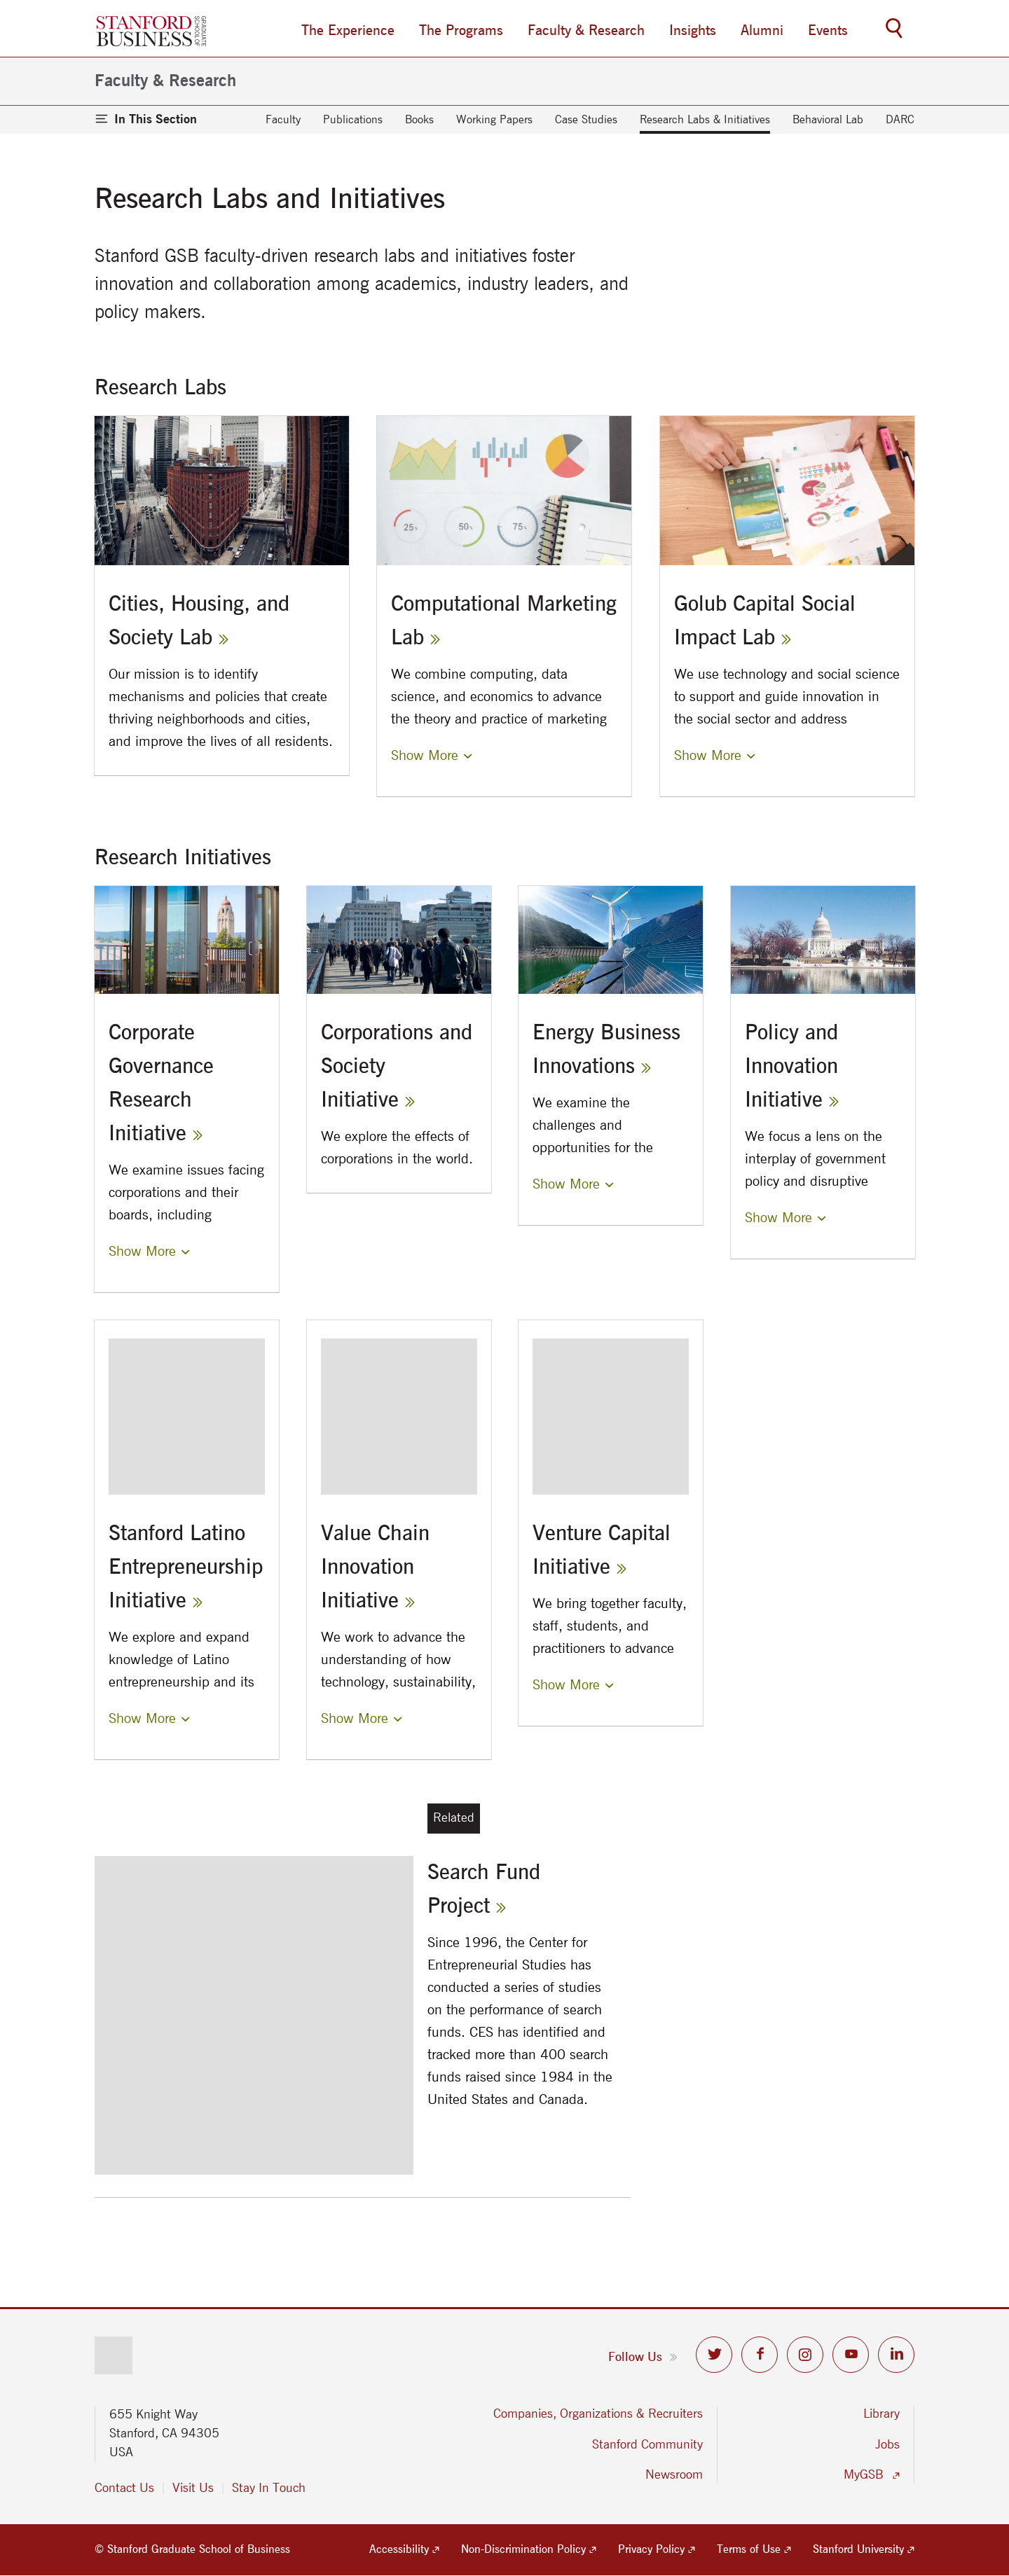 STANFORD
BUSINESS
GRADUATE
SCHOOL OF
The Experience
The Programs
Faculty & Research
Insights
Alumni
Events
Faculty & Research
In This Section
Faculty
Publications
Books
Working Papers
Case Studies
Research Labs & Initiatives
Behavioral Lab
DARC
Research Labs and Initiatives
Stanford GSB faculty-driven research labs and initiatives foster
innovation and collaboration among academics, industry leaders, and
policy makers.
Research Labs
Cities, Housing, and
Society Lab »
Our mission is to identify
mechanisms and policies that create
thriving neighborhoods and cities,
and improve the lives of all residents.
25%
50%
75%
Computational Marketing
Lab »
We combine computing, data
science, and economics to advance
the theory and practice of marketing
Show More
Golub Capital Social
Impact Lab »
We use technology and social science
to support and guide innovation in
the social sector and address
Show More
Research Initiatives
Corporate
Governance
Research
Initiative »
We examine issues facing
corporations and their
boards, including
Show More
Corporations and
Society
Initiative »
We explore the effects of
corporations in the world.
Energy Business
Innovations »
We examine the
challenges and
opportunities for the
Show More
Policy and
Innovation
Initiative »
We focus a lens on the
interplay of government
policy and disruptive
Show More
Stanford Latino
Entrepreneurship
Initiative »
We explore and expand
knowledge of Latino
entrepreneurship and its
Show More
Value Chain
Innovation
Initiative »
We work to advance the
understanding of how
technology, sustainability,
Show More
Venture Capital
Initiative »
We bring together faculty,
staff, students, and
practitioners to advance
Show More
Related
Search Fund
Project »
Since 1996, the Center for
Entrepreneurial Studies has
conducted a series of studies
on the performance of search
funds. CES has identified and
tracked more than 400 search
funds raised since 1984 in the
United States and Canada.
Follow Us »
655 Knight Way
Stanford, CA 94305
USA
Contact Us
Visit Us
Stay In Touch
Companies, Organizations & Recruiters
Stanford Community
Newsroom
Library
Jobs
MyGSB
© Stanford Graduate School of Business
Accessibility
Non-Discrimination Policy
Privacy Policy
Terms of Use
Stanford University